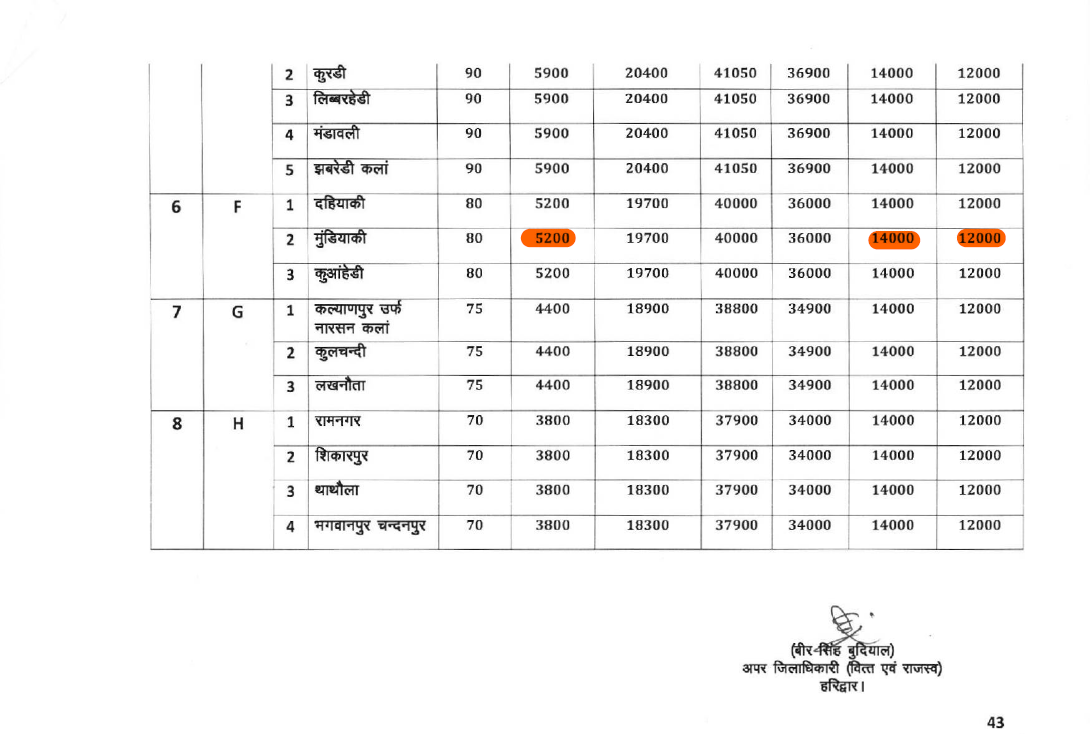 2 कुरडी 90 5900 20400 41050 36900 14000 12000
3 लिब्बरहेडी 90 5900 20400 41050 36900 14000 12000
4 मंडावली 90 5900 20400 41050 36900 14000 12000
5 झबरेडी कलां 90 5900 20400 41050 36900 14000 12000
6 F 1 दहियाकी 80 5200 19700 40000 36000 14000 12000
2 मुंडियाकी 80 5200 19700 40000 36000 14000 12000
3 कुआंहेडी 80 5200 19700 40000 36000 14000 12000
7 G 1 कल्याणपुर उर्फ 75 4400 18900 38800 34900 14000 12000
नारसन कलां
2 कुलचन्दी 75 4400 18900 38800 34900 14000 12000
3 लखनौता 75 4400 18900 38800 34900 14000 12000
8 H 1 रामनगर 70 3800 18300 37900 34000 14000 12000
2 शिकारपुर 70 3800 18300 37900 34000 14000 12000
3 थाथौला 70 3800 18300 37900 34000 14000 12000
4 भगवानपुर चन्दनपुर 70 3800 18300 37900 34000 14000 12000
(बीर सिंह बुदियाल)
अपर जिलाधिकारी (वित्त एवं राजस्व)
हरिद्वार।
43